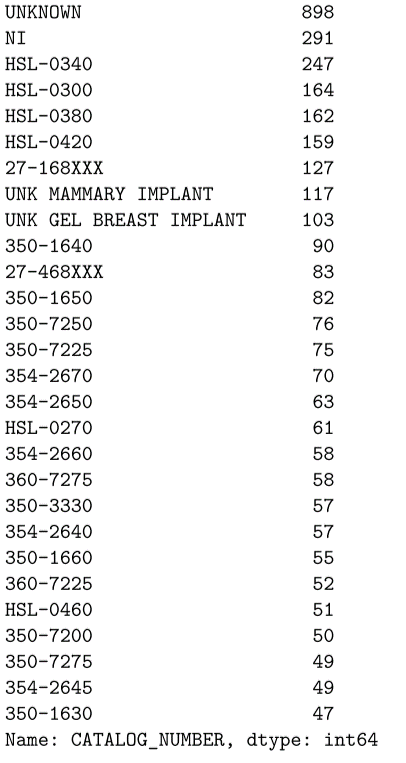 UNKNOWN 898
NI 291
HSL-0340 247
HSL-0300 164
HSL-0380 162
HSL-0420 159
27-168XXX 127
UNK MAMMARY IMPLANT 117
UNK GEL BREAST IMPLANT 103
350-1640 90
27-468XXX 83
350-1650 82
350-7250 76
350-7225 75
354-2670 70
354-2650 63
HSL-0270 61
354-2660 58
360-7275 58
350-3330 57
354-2640 57
350-1660 55
360-7225 52
HSL-0460 51
350-7200 50
350-7275 49
354-2645 49
350-1630 47
Name: CATALOG_NUMBER, dtype: int64